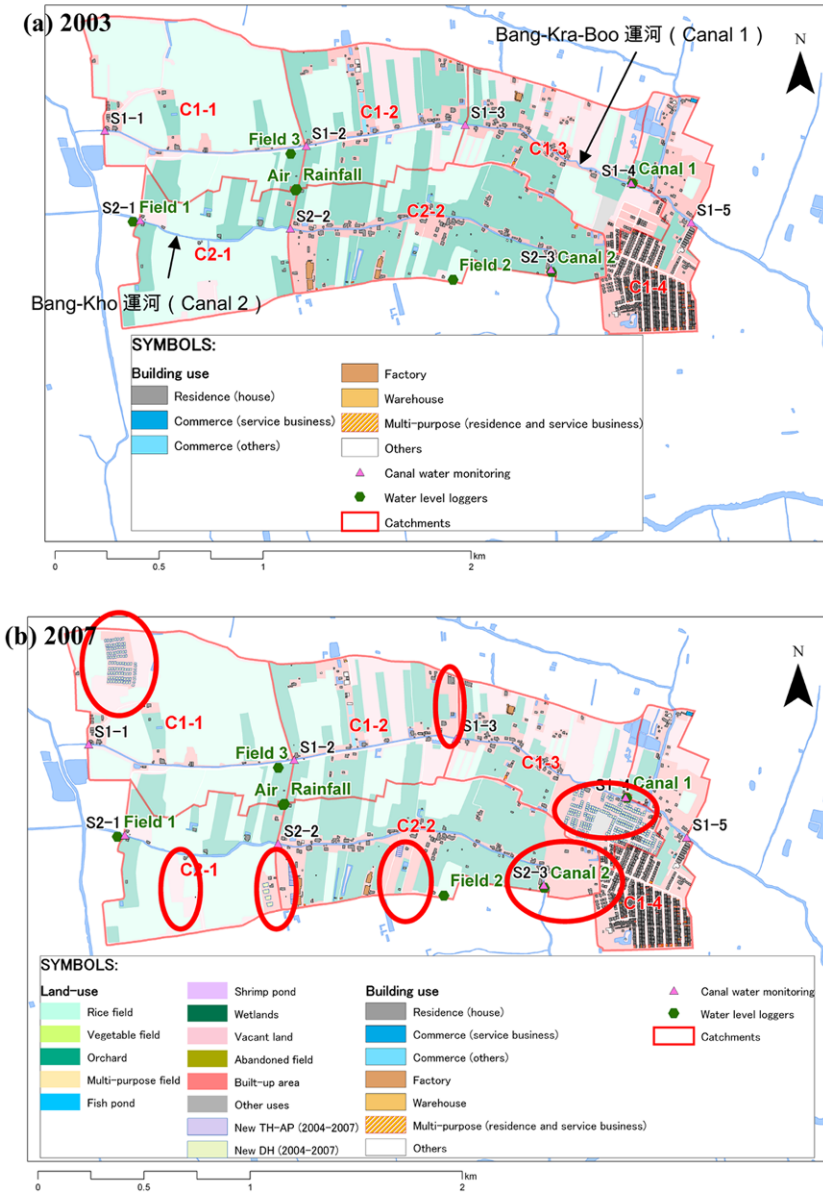 (a) 2003
Bang-Kra-Boo 運河 ( Canal 1 )
N
S1-1
C1-1
C1-2
S1-2
S1-3
Field 3
C1-3
Air Rainfall
S1-4 Canal 1
S2-1 Field 1
S2-2
C2-2
S1-5
C2-1
S2-3 Canal 2
Field 2
C1-4
Bang-Kho 運河 ( Canal 2 )
SYMBOLS:
Building use
Residence (house)
Commerce (service business)
Commerce (others)
Factory
Warehouse
Multi-purpose (residence and service business)
Others
Canal water monitoring
Water level loggers
Catchments
km
0 0.5 1 2
(b) 2007
N
S1-1
C1-1
C1-2
S1-2
S1-3
Field 3
C1-3
Air Rainfall
S1-4 Canal 1
S2-1 Field 1
S2-2
C2-2
S1-5
C2-1
S2-3 Canal 2
Field 2
C1-4
SYMBOLS:
Land-use
Rice field
Vegetable field
Orchard
Multi-purpose field
Fish pond
Shrimp pond
Wetlands
Vacant land
Abandoned field
Built-up area
Other uses
New TH-AP (2004-2007)
New DH (2004-2007)
Building use
Residence (house)
Commerce (service business)
Commerce (others)
Factory
Warehouse
Multi-purpose (residence and service business)
Others
Canal water monitoring
Water level loggers
Catchments
km
0 0.5 1 2